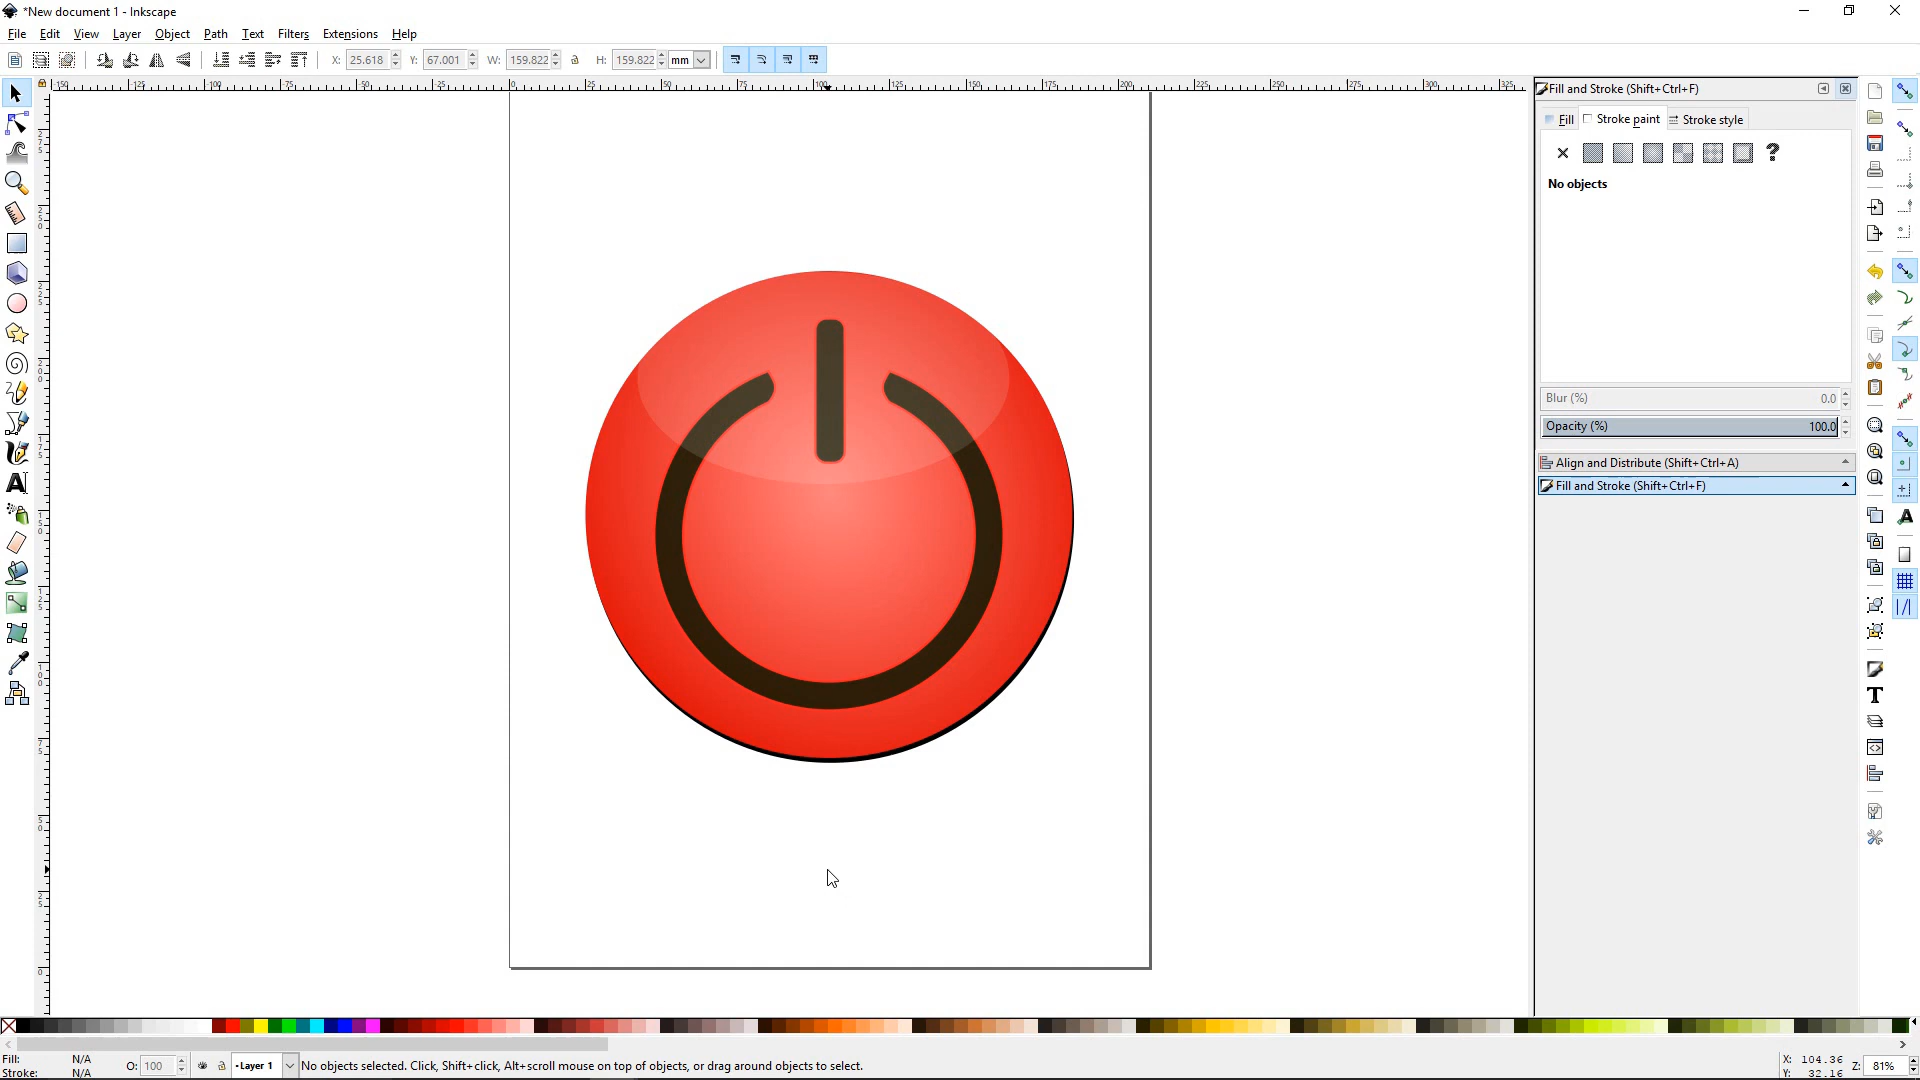 *New document 1 - Inkscape
File Edit View Layer Object Path Text Filters Extensions Help
X: 25.618 Y: 67.001 W: 159.822 H: 159.822 mm
Fill and Stroke (Shift+Ctrl+F)
Fill Stroke paint Stroke style
?
No objects
Blur (%) 0.0
Opacity (%) 100.0
Align and Distribute (Shift+Ctrl+A)
Fill and Stroke (Shift+Ctrl+F)
Fill: N/A
Stroke: N/A
O: 100
-Layer 1
No objects selected. Click, Shift+click, Alt+scroll mouse on top of objects, or drag around objects to select.
X: 104.36
Y: 32.16
Z: 81%